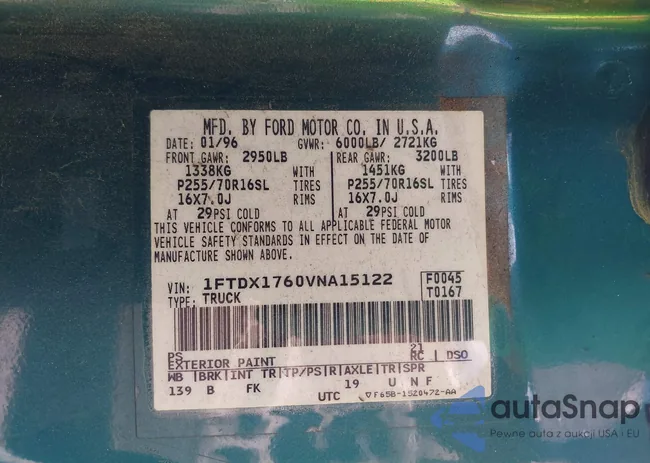 MFD. BY FORD MOTOR CO. IN U.S.A.
DATE: 01/96 GVWR: 6000LB/ 2721KG
FRONT GAWR: 2950LB REAR GAWR: 3200LB
1338KG WITH 1451KG WITH
P255/70R16SL TIRES P255/70R16SL TIRES
16X7.0J RIMS 16X7.0J RIMS
AT 29PSI COLD AT 29PSI COLD
THIS VEHICLE CONFORMS TO ALL APPLICABLE FEDERAL MOTOR
VEHICLE SAFETY STANDARDS IN EFFECT ON THE DATE OF
MANUFACTURE SHOWN ABOVE.
VIN: 1FTDX1760VNA15122 F0045
TYPE: TRUCK T0167
PS 21
EXTERIOR PAINT RC DSO
WB BRK INT TR TP/PS R AXLE TR SPR
139 B FK 19 U N F
UTC ▽F65B-1520472-AA
autaSnap
Pewne auta z aukcji USA i EU